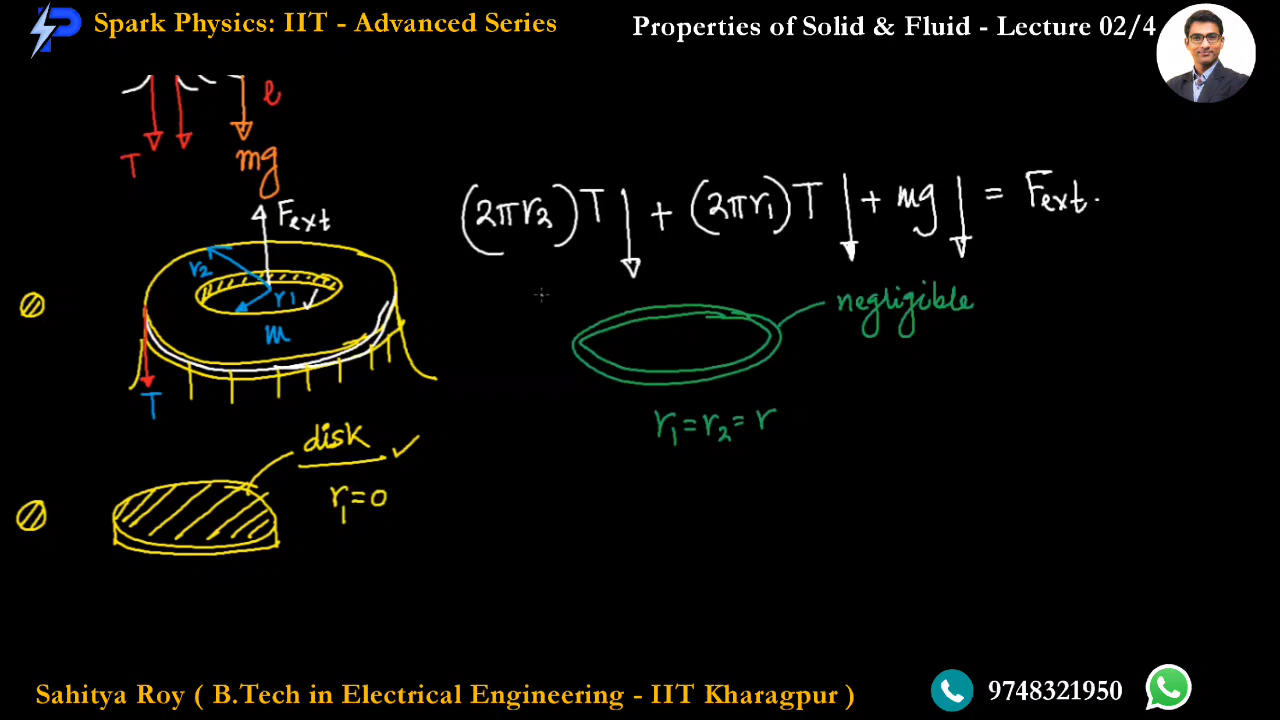 Spark Physics: IIT - Advanced Series
Properties of Solid & Fluid - Lecture 02/4
T
e
mg
Fext
r2
r1
m
T
(2πr2)T + (2πr1)T + mg = Fext.
negligible
r1 = r2 = r
disk
r1 = 0
Sahitya Roy ( B.Tech in Electrical Engineering - IIT Kharagpur )
9748321950